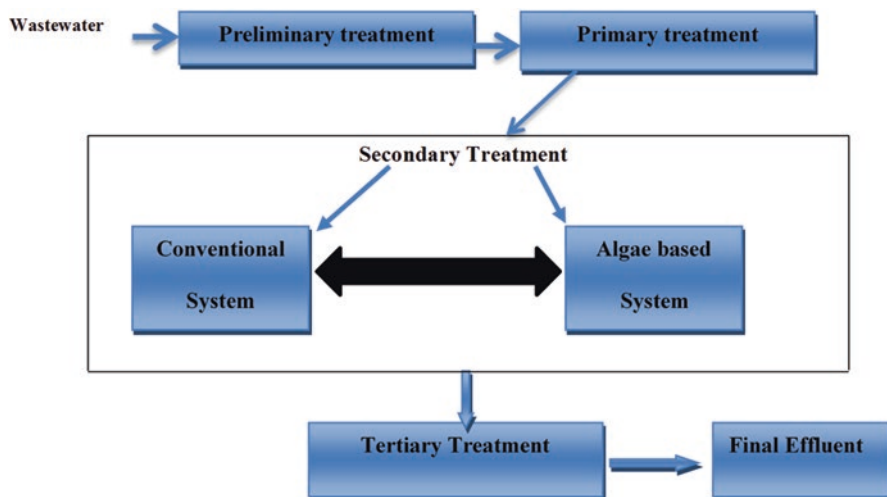 Wastewater
Preliminary treatment
Primary treatment
Secondary Treatment
Conventional
System
Algae based
System
Tertiary Treatment
Final Effluent